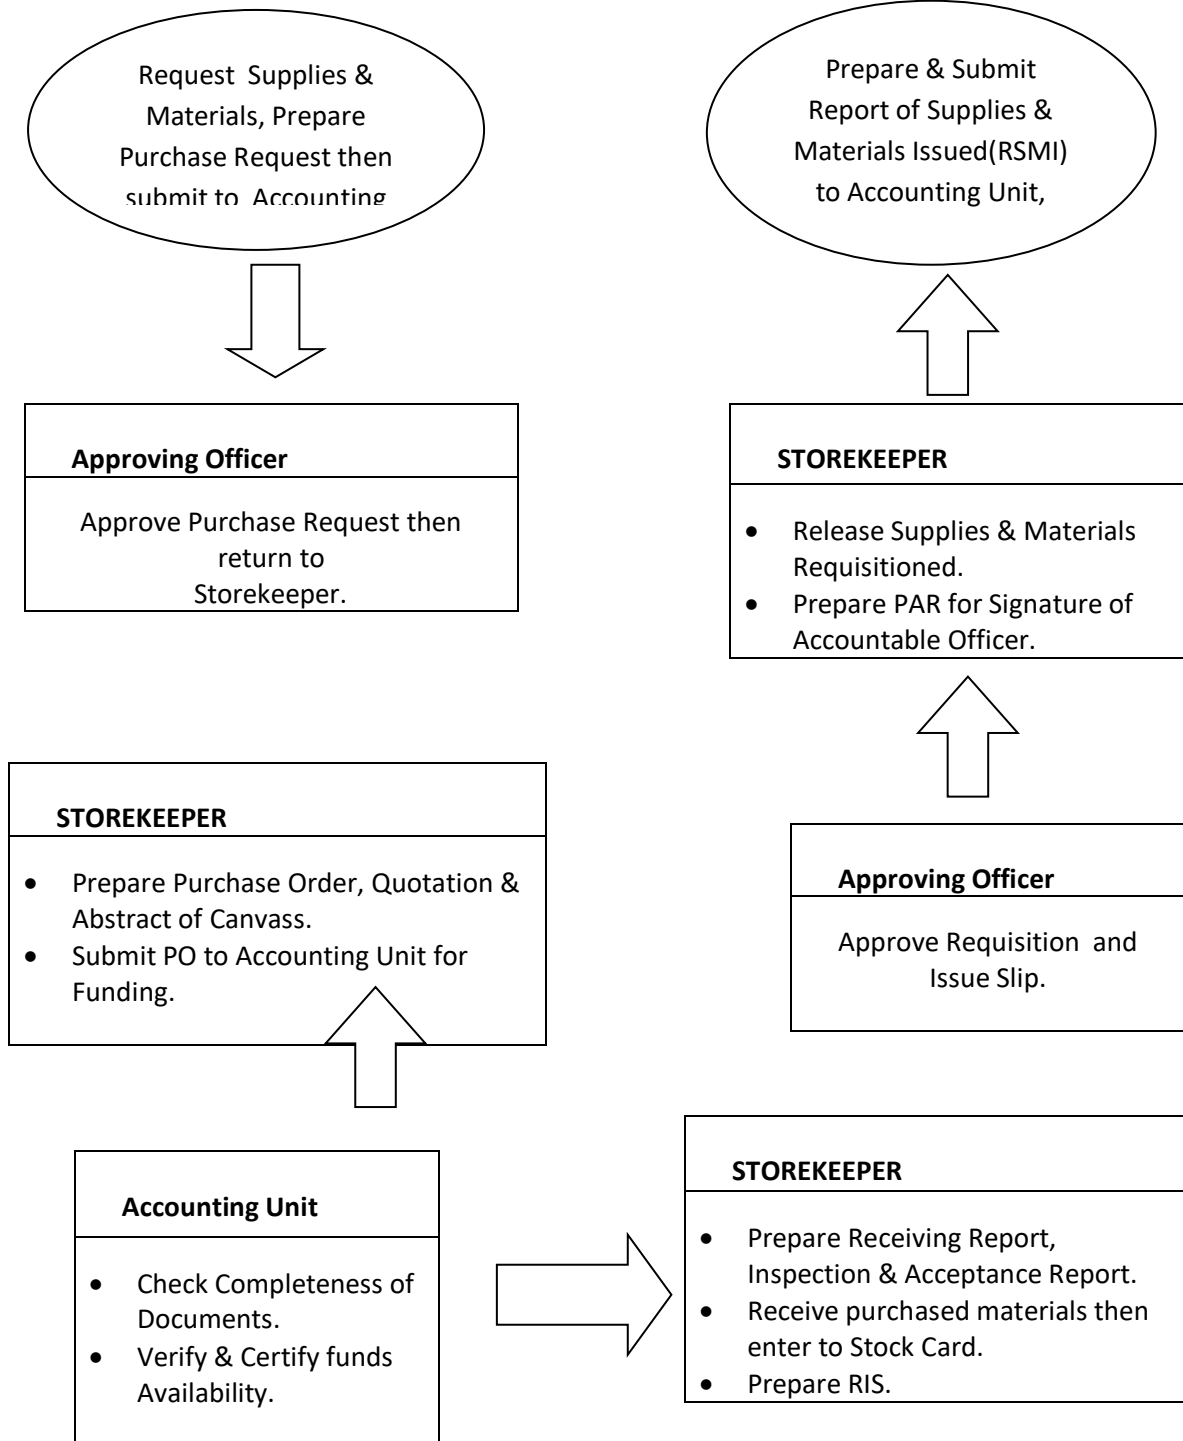 Request Supplies &
Materials, Prepare
Purchase Request then
submit to Accounting
Approving Officer
Approve Purchase Request then
return to
Storekeeper.
STOREKEEPER
• Prepare Purchase Order, Quotation &
Abstract of Canvass.
• Submit PO to Accounting Unit for
Funding.
Accounting Unit
• Check Completeness of
Documents.
• Verify & Certify funds
Availability.
STOREKEEPER
• Prepare Receiving Report,
Inspection & Acceptance Report.
• Receive purchased materials then
enter to Stock Card.
• Prepare RIS.
Approving Officer
Approve Requisition and
Issue Slip.
STOREKEEPER
• Release Supplies & Materials
Requisitioned.
• Prepare PAR for Signature of
Accountable Officer.
Prepare & Submit
Report of Supplies &
Materials Issued(RSMI)
to Accounting Unit,